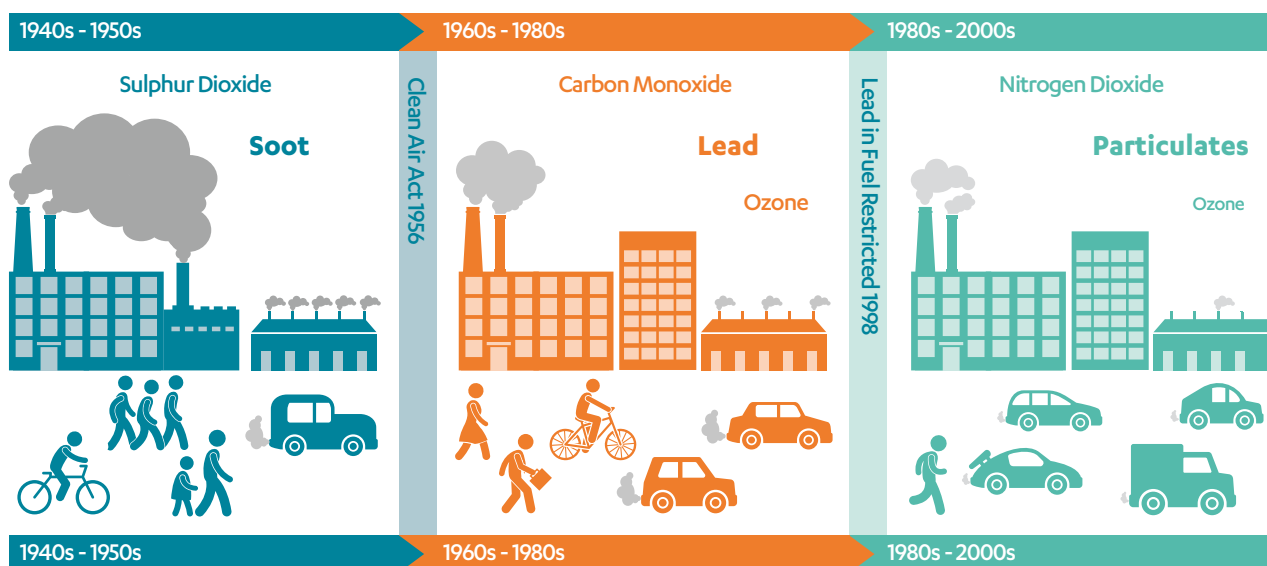 1940s - 1950s
1960s - 1980s
1980s - 2000s
Sulphur Dioxide
Soot
Clean Air Act 1956
Carbon Monoxide
Lead
Ozone
Lead in Fuel Restricted 1998
Nitrogen Dioxide
Particulates
Ozone
1940s - 1950s
1960s - 1980s
1980s - 2000s